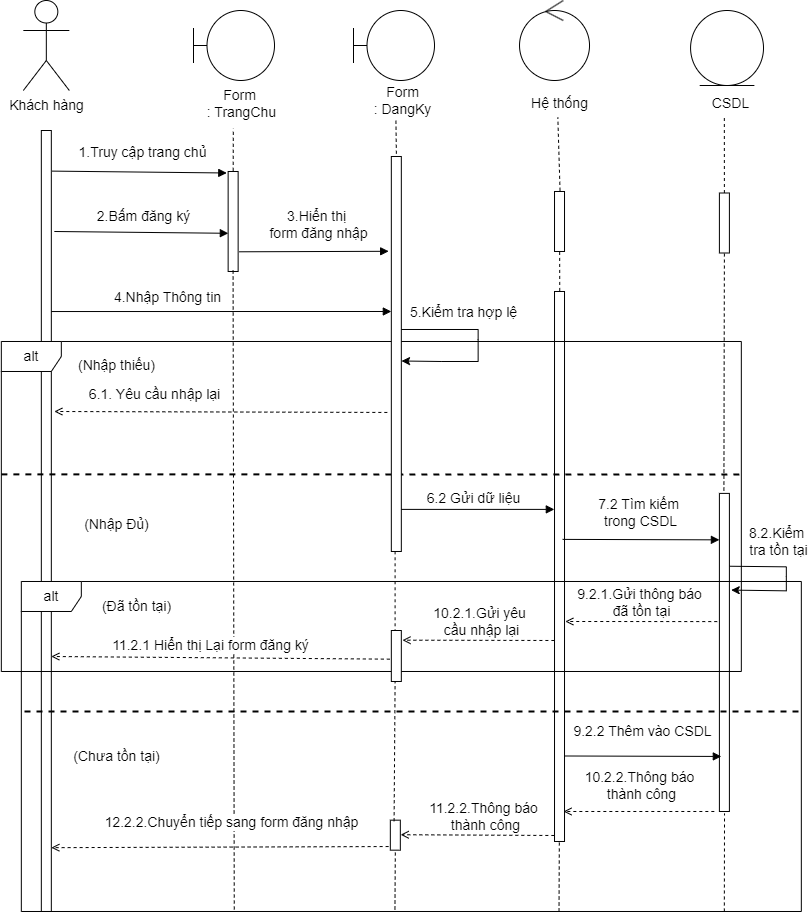 Khách hàng
Form
: TrangChu
Form
: DangKy
Hệ thống
CSDL
1.Truy cập trang chủ
2.Bấm đăng ký
3.Hiển thị
form đăng nhập
4.Nhập Thông tin
5.Kiểm tra hợp lệ
alt
(Nhập thiếu)
6.1. Yêu cầu nhập lại
(Nhập Đủ)
6.2 Gửi dữ liệu
7.2 Tìm kiếm
trong CSDL
8.2.Kiểm
tra tồn tại
alt
(Đã tồn tại)
9.2.1.Gửi thông báo
đã tồn tại
10.2.1.Gửi yêu
cầu nhập lại
11.2.1 Hiển thị Lại form đăng ký
9.2.2 Thêm vào CSDL
(Chưa tồn tại)
10.2.2.Thông báo
thành công
11.2.2.Thông báo
thành công
12.2.2.Chuyển tiếp sang form đăng nhập